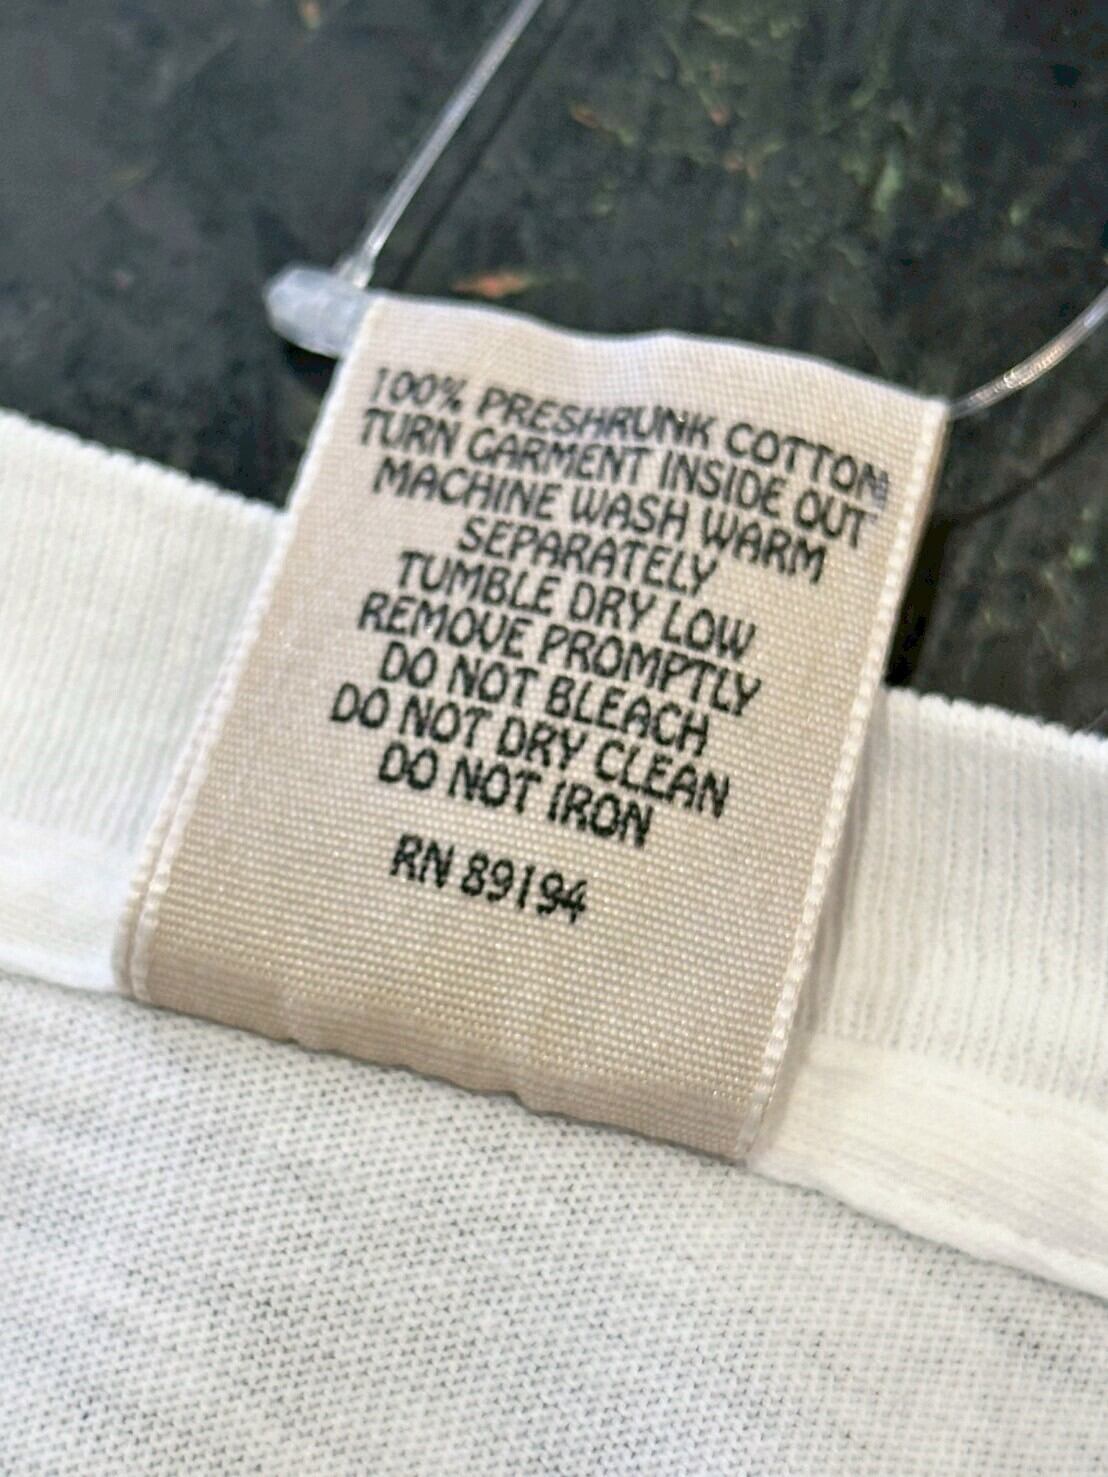 100% PRESHRUNK COTTON
TURN GARMENT INSIDE OUT
MACHINE WASH WARM
SEPARATELY
TUMBLE DRY LOW
REMOVE PROMPTLY
DO NOT BLEACH
DO NOT DRY CLEAN
DO NOT IRON
RN 89194